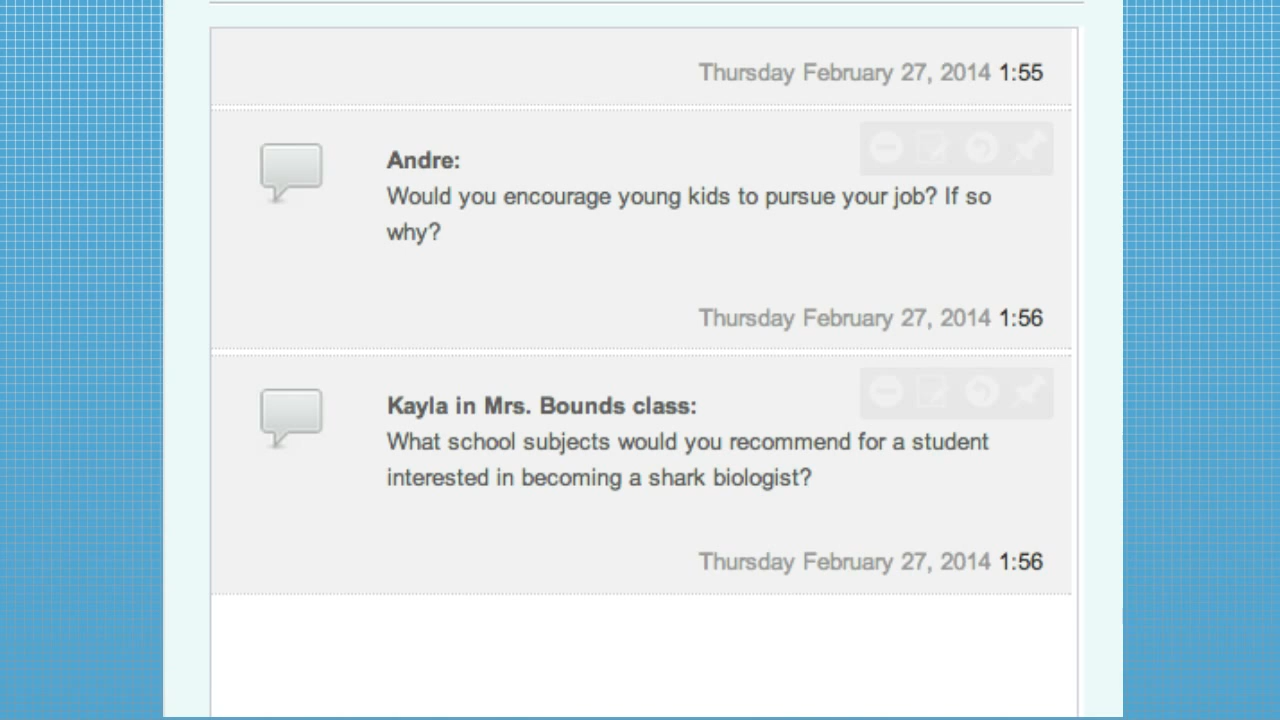 Thursday February 27, 2014 1:55
Andre:
Would you encourage young kids to pursue your job? If so
why?
Thursday February 27, 2014 1:56
Kayla in Mrs. Bounds class:
What school subjects would you recommend for a student
interested in becoming a shark biologist?
Thursday February 27, 2014 1:56